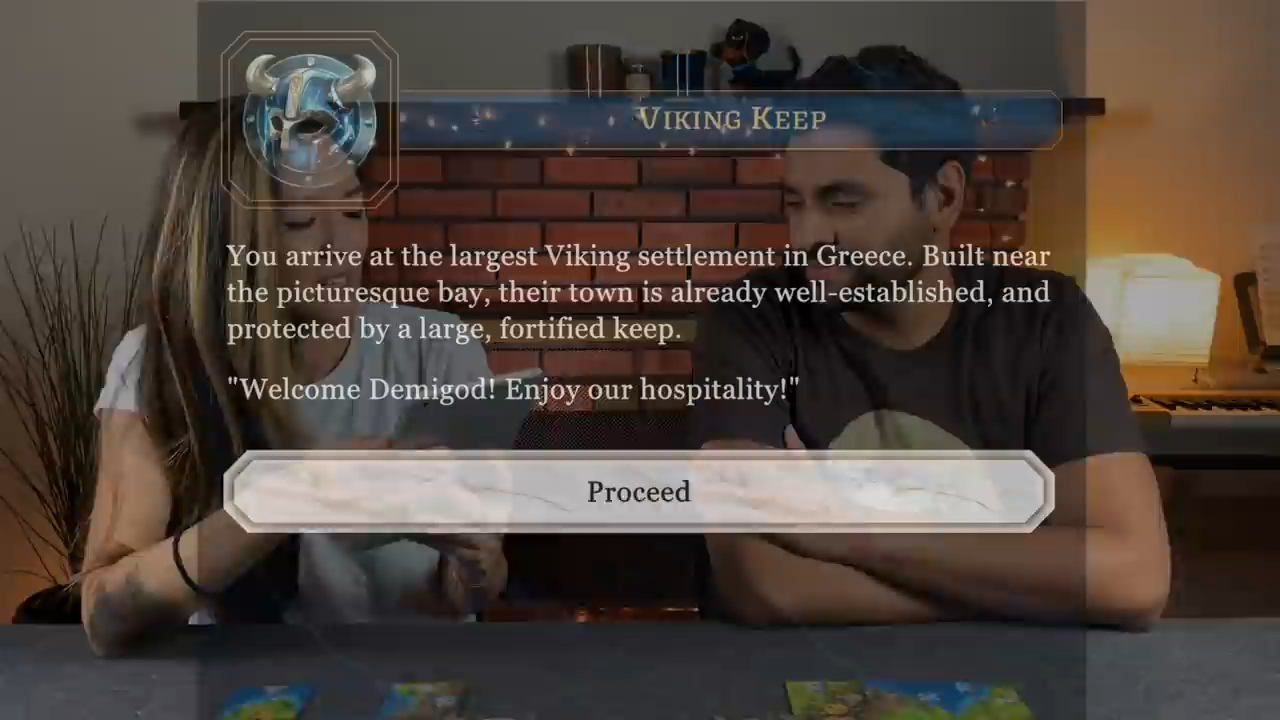 Viking Keep
You arrive at the largest Viking settlement in Greece. Built near
the picturesque bay, their town is already well-established, and
protected by a large, fortified keep.
"Welcome Demigod! Enjoy our hospitality!"
Proceed